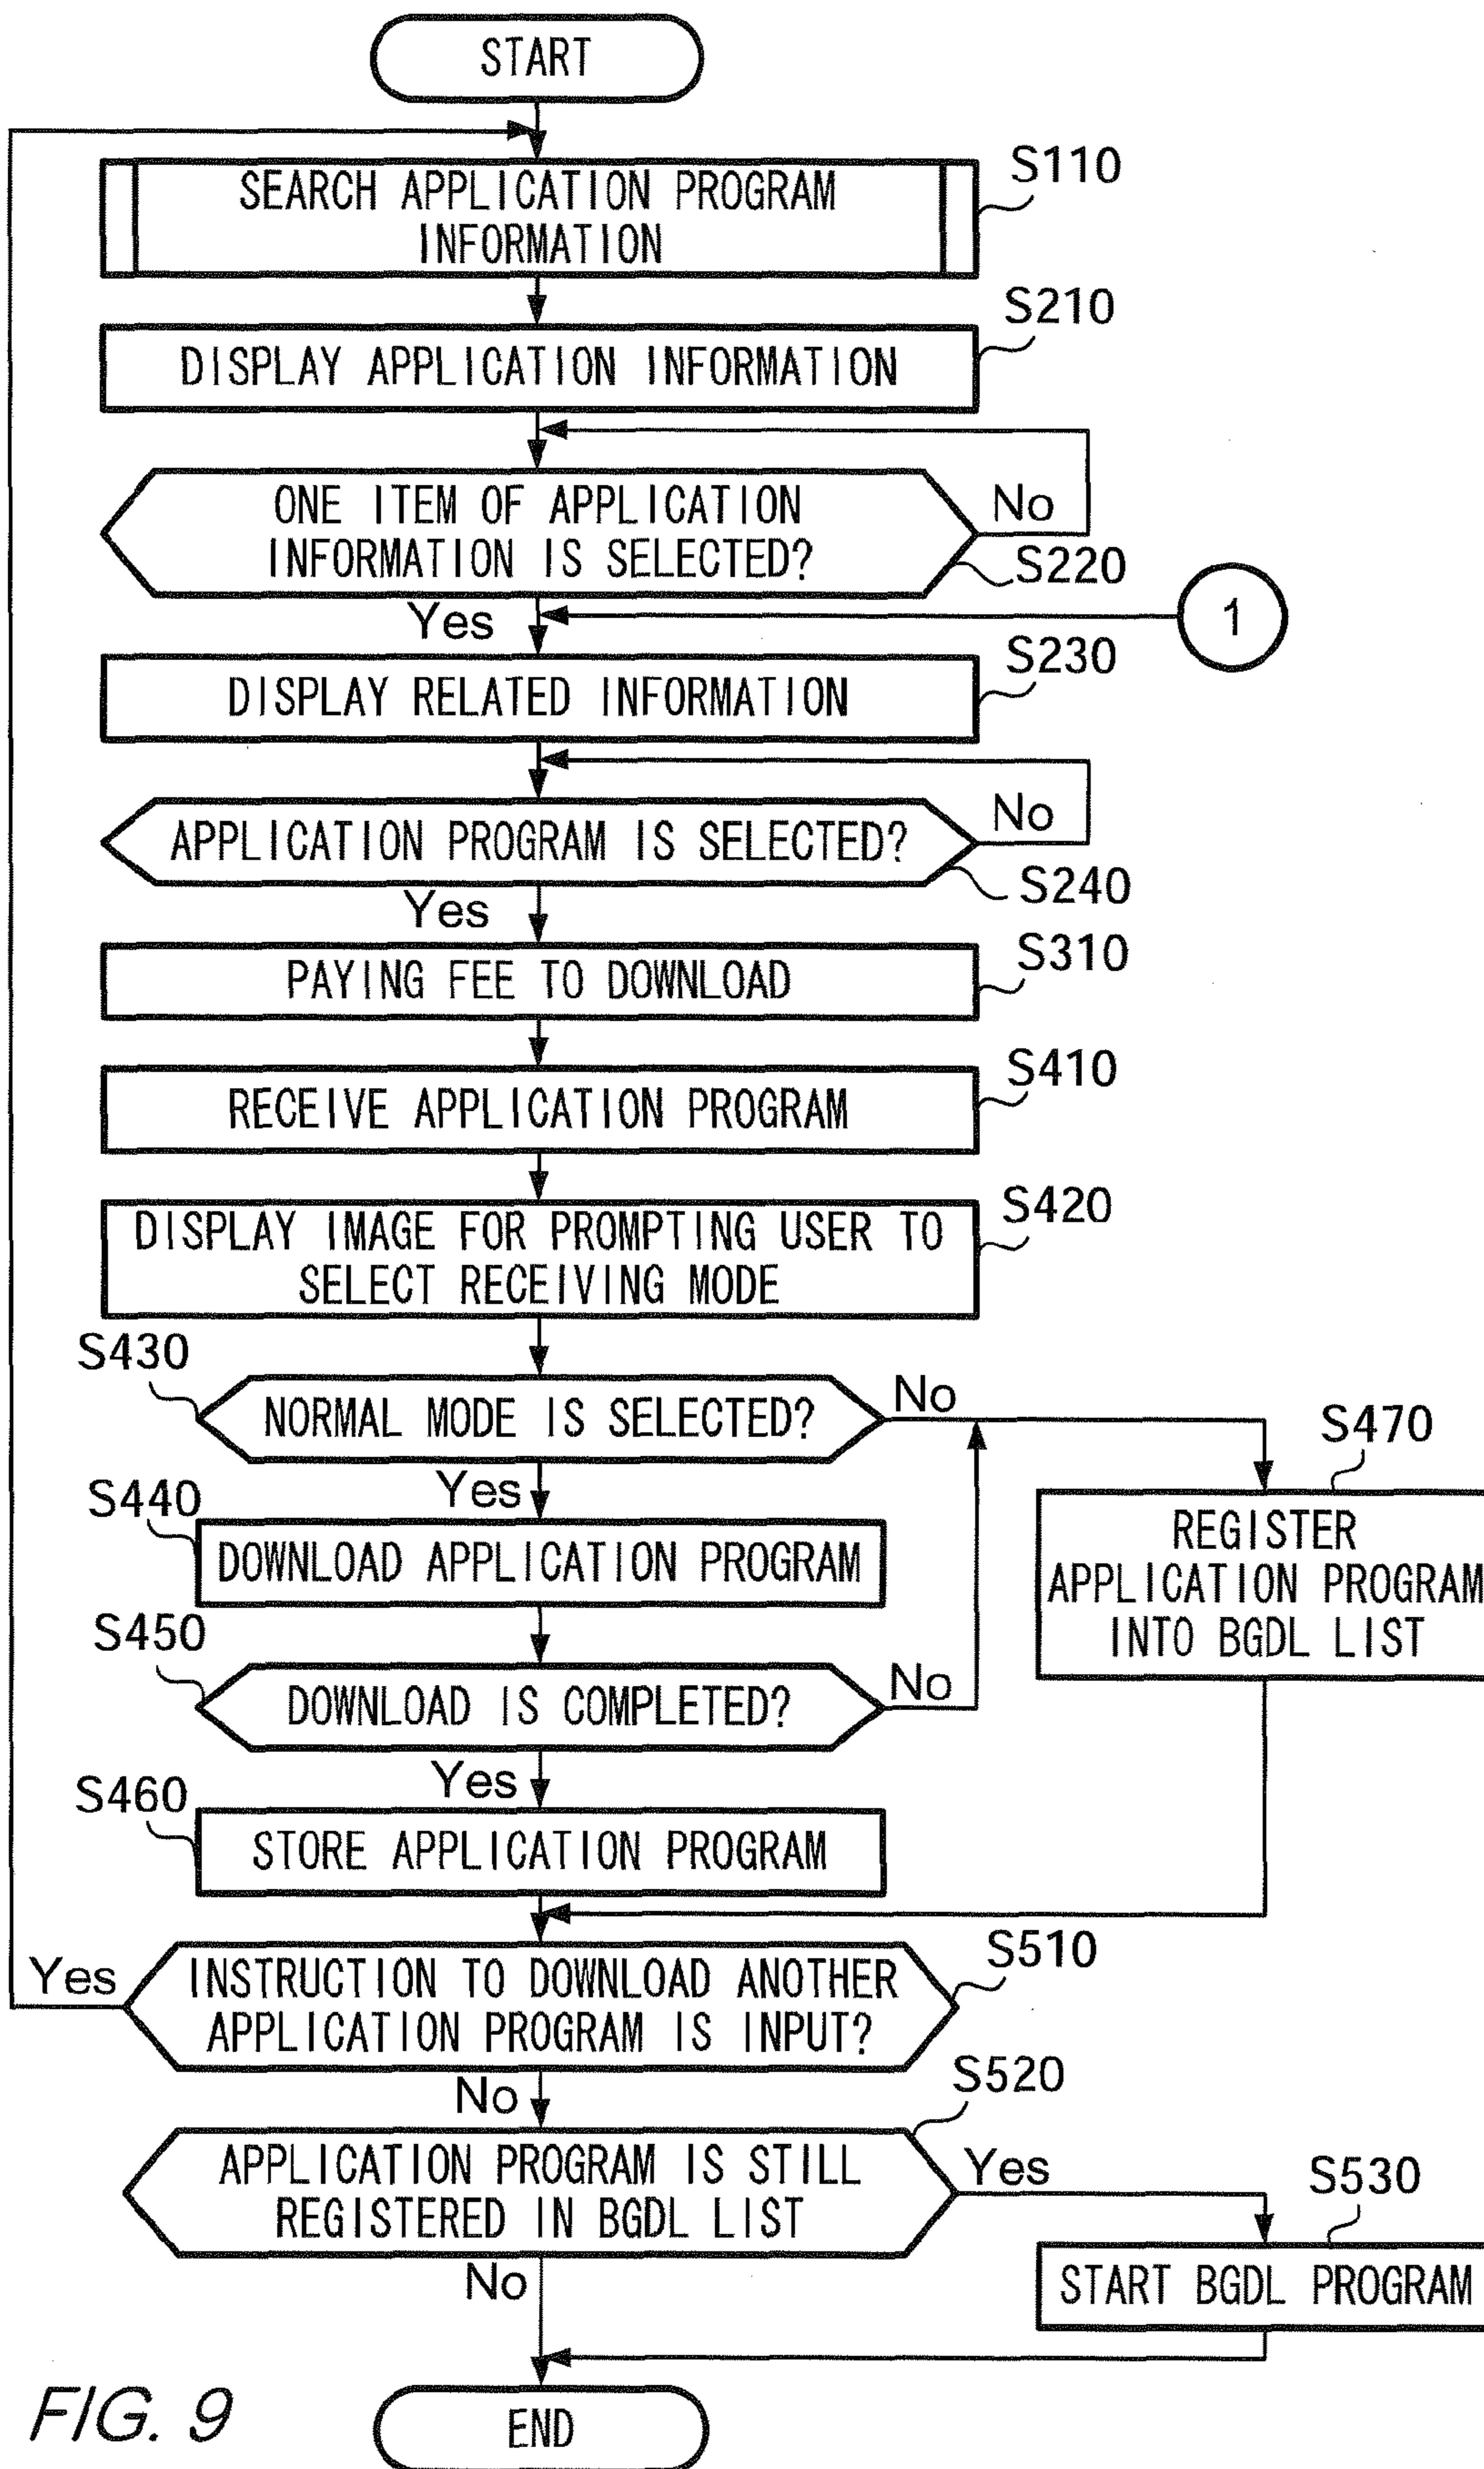 START
SEARCH APPLICATION PROGRAM
INFORMATION
S110
DISPLAY APPLICATION INFORMATION
S210
ONE ITEM OF APPLICATION
INFORMATION IS SELECTED?
No
S220
Yes
1
DISPLAY RELATED INFORMATION
S230
APPLICATION PROGRAM IS SELECTED?
No
S240
Yes
PAYING FEE TO DOWNLOAD
S310
RECEIVE APPLICATION PROGRAM
S410
DISPLAY IMAGE FOR PROMPTING USER TO
SELECT RECEIVING MODE
S420
S430
NORMAL MODE IS SELECTED?
No
Yes
S470
REGISTER
APPLICATION PROGRAM
INTO BGDL LIST
S440
DOWNLOAD APPLICATION PROGRAM
S450
DOWNLOAD IS COMPLETED?
No
Yes
S460
STORE APPLICATION PROGRAM
S510
Yes
INSTRUCTION TO DOWNLOAD ANOTHER
APPLICATION PROGRAM IS INPUT?
No
S520
APPLICATION PROGRAM IS STILL
REGISTERED IN BGDL LIST
Yes
S530
START BGDL PROGRAM
No
END
FIG. 9